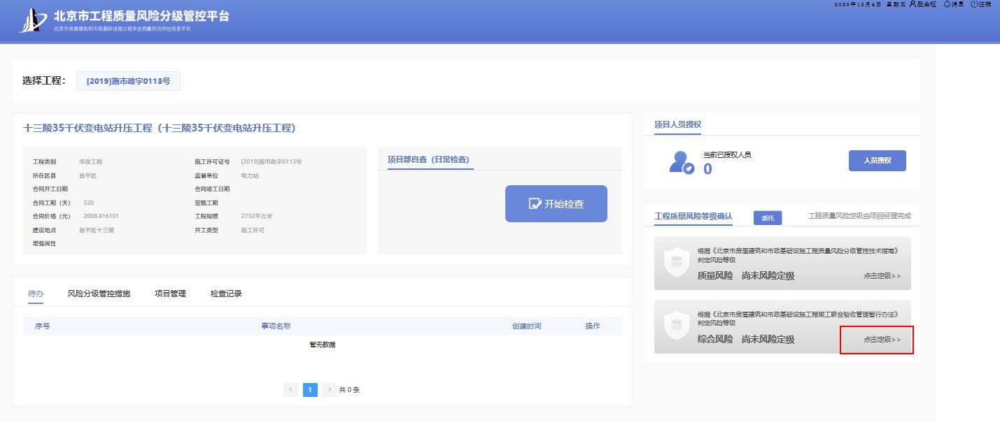 北京市工程质量风险分级管控平台
北京市房屋建筑和市政基础设施工程安全质量状况评估信息平台
2020年12月4日 星期五 段金枢 消息 注销
选择工程： [2019]施市政字0113号
十三陵35千伏变电站升压工程（十三陵35千伏变电站升压工程）
工程类别 市政工程 施工许可证号 [2019]施市政字0113号
所在区县 昌平区 监督单位 电力站
合同开工日期 合同竣工日期
合同工期（天） 320 定额工期
合同价格（元） 2008.416101 工程规模 2732平方米
建设地点 昌平区十三陵 开工类型 施工许可
增强属性
项目部自查（日常检查）
开始检查
待办 风险分级管控措施 项目管理 检查记录
序号 事项名称 创建时间 操作
暂无数据
< 1 > 共 0 条
项目人员授权
当前已授权人员
0
人员授权
工程质量风险等级确认 委托 工程质量风险定级由项目经理完成
根据《北京市房屋建筑和市政基础设施工程质量风险分级管控技术指南》
判定风险等级
质量风险 尚未风险定级 点击定级>>
根据《北京市房屋建筑和市政基础设施工程竣工联合验收管理暂行办法》
判定风险等级
综合风险 尚未风险定级 点击定级>>